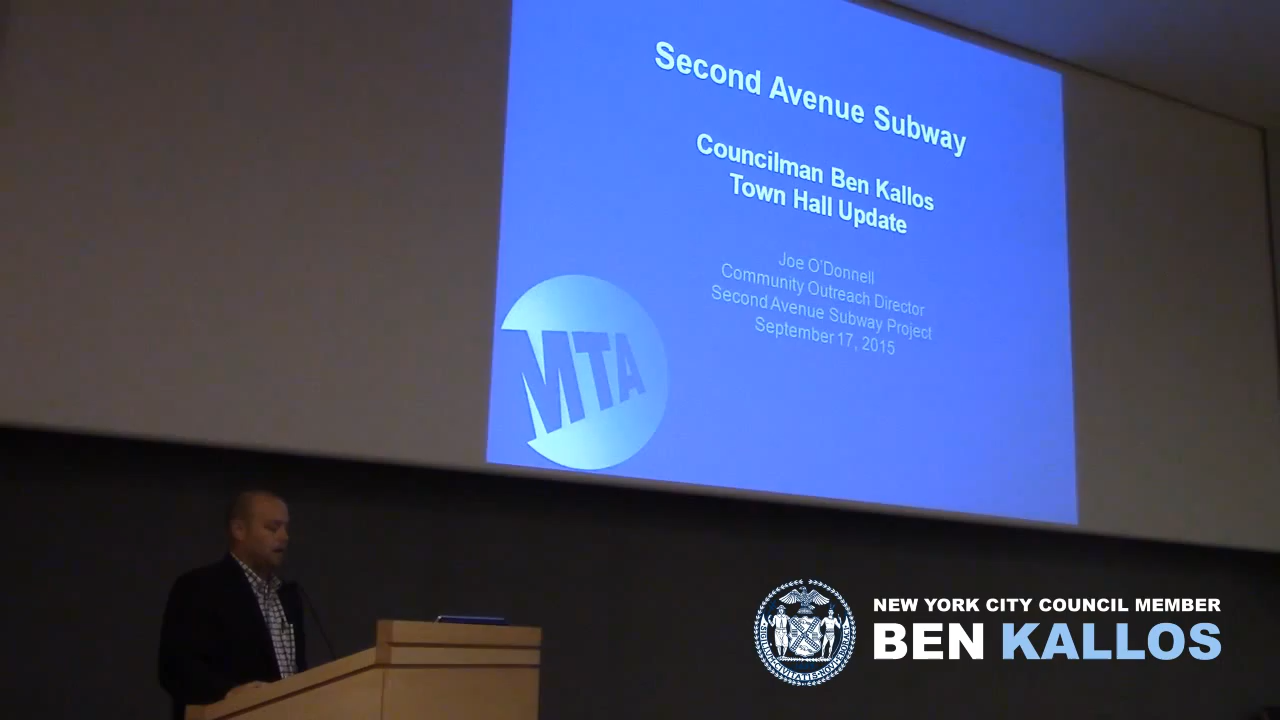 Second Avenue Subway
Councilman Ben Kallos
Town Hall Update
Joe O'Donnell
Community Outreach Director
Second Avenue Subway Project
September 17, 2015
MTA
NEW YORK CITY COUNCIL MEMBER
BEN KALLOS